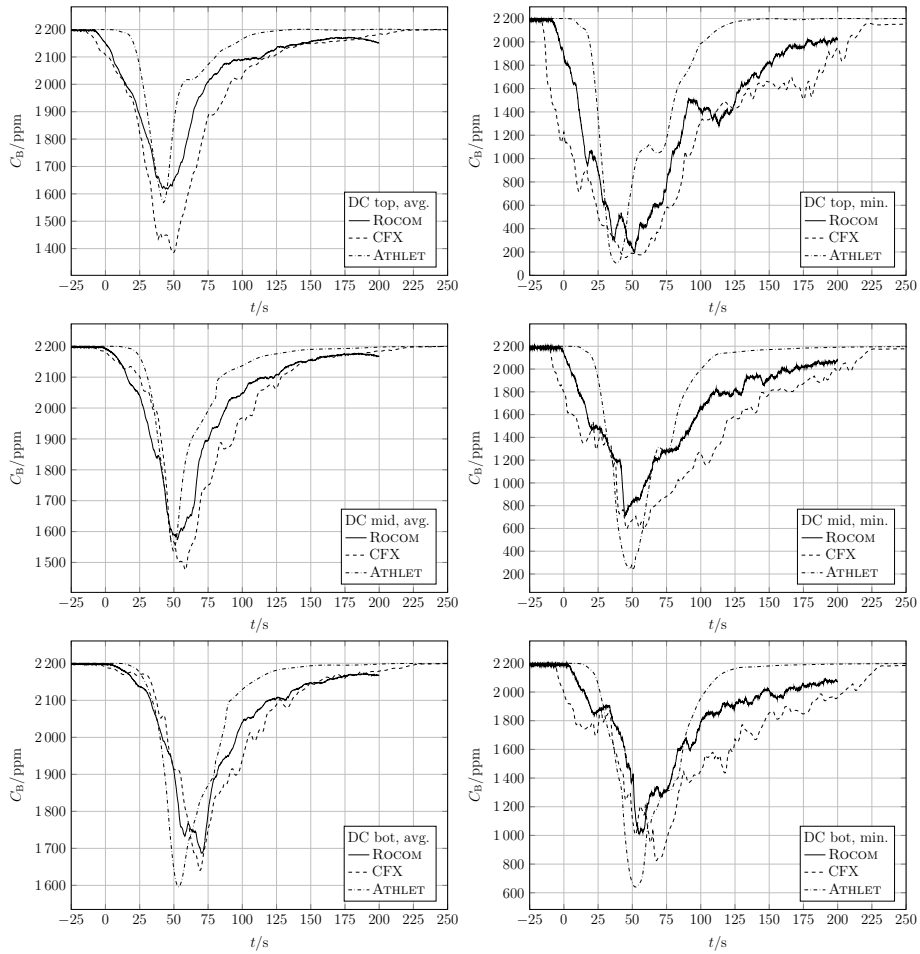 2 200
2 100
2 000
1 900
1 800
1 700
1 600
1 500
1 400
C_B/ppm
DC top, avg.
ROCOM
CFX
ATHLET
−25 0 25 50 75 100 125 150 175 200 225 250
t/s
2 200
2 000
1 800
1 600
1 400
1 200
1 000
800
600
400
200
0
C_B/ppm
DC top, min.
ROCOM
CFX
ATHLET
−25 0 25 50 75 100 125 150 175 200 225 250
t/s
2 200
2 100
2 000
1 900
1 800
1 700
1 600
1 500
C_B/ppm
DC mid, avg.
ROCOM
CFX
ATHLET
−25 0 25 50 75 100 125 150 175 200 225 250
t/s
2 200
2 000
1 800
1 600
1 400
1 200
1 000
800
600
400
200
C_B/ppm
DC mid, min.
ROCOM
CFX
ATHLET
−25 0 25 50 75 100 125 150 175 200 225 250
t/s
2 200
2 100
2 000
1 900
1 800
1 700
1 600
C_B/ppm
DC bot, avg.
ROCOM
CFX
ATHLET
−25 0 25 50 75 100 125 150 175 200 225 250
t/s
2 200
2 000
1 800
1 600
1 400
1 200
1 000
800
600
C_B/ppm
DC bot, min.
ROCOM
CFX
ATHLET
−25 0 25 50 75 100 125 150 175 200 225 250
t/s